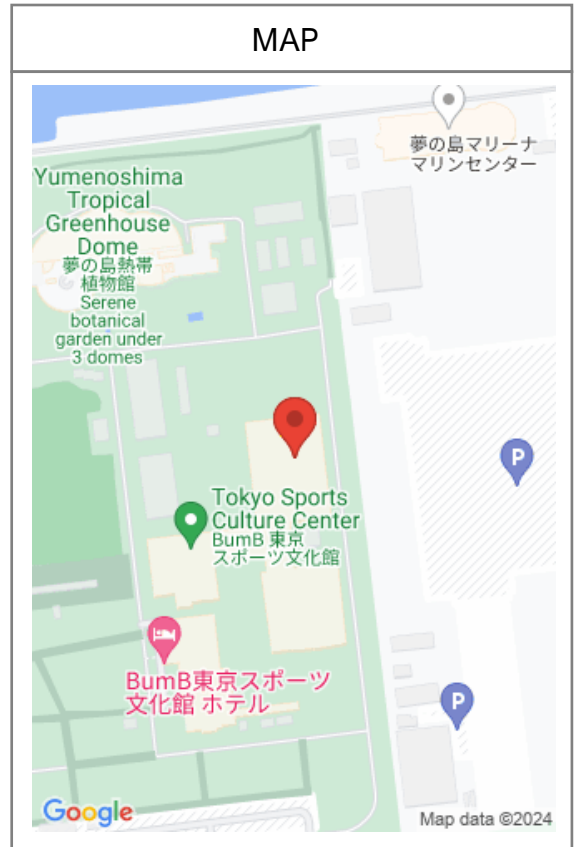 MAP
夢の島マリーナ
マリンセンター
Yumenoshima
Tropical
Greenhouse
Dome
夢の島熱帯
植物館
Serene
botanical
garden under
3 domes
P
Tokyo Sports
Culture Center
BumB 東京
スポーツ文化館
BumB東京スポーツ
文化館 ホテル
P
Google
Map data ©2024